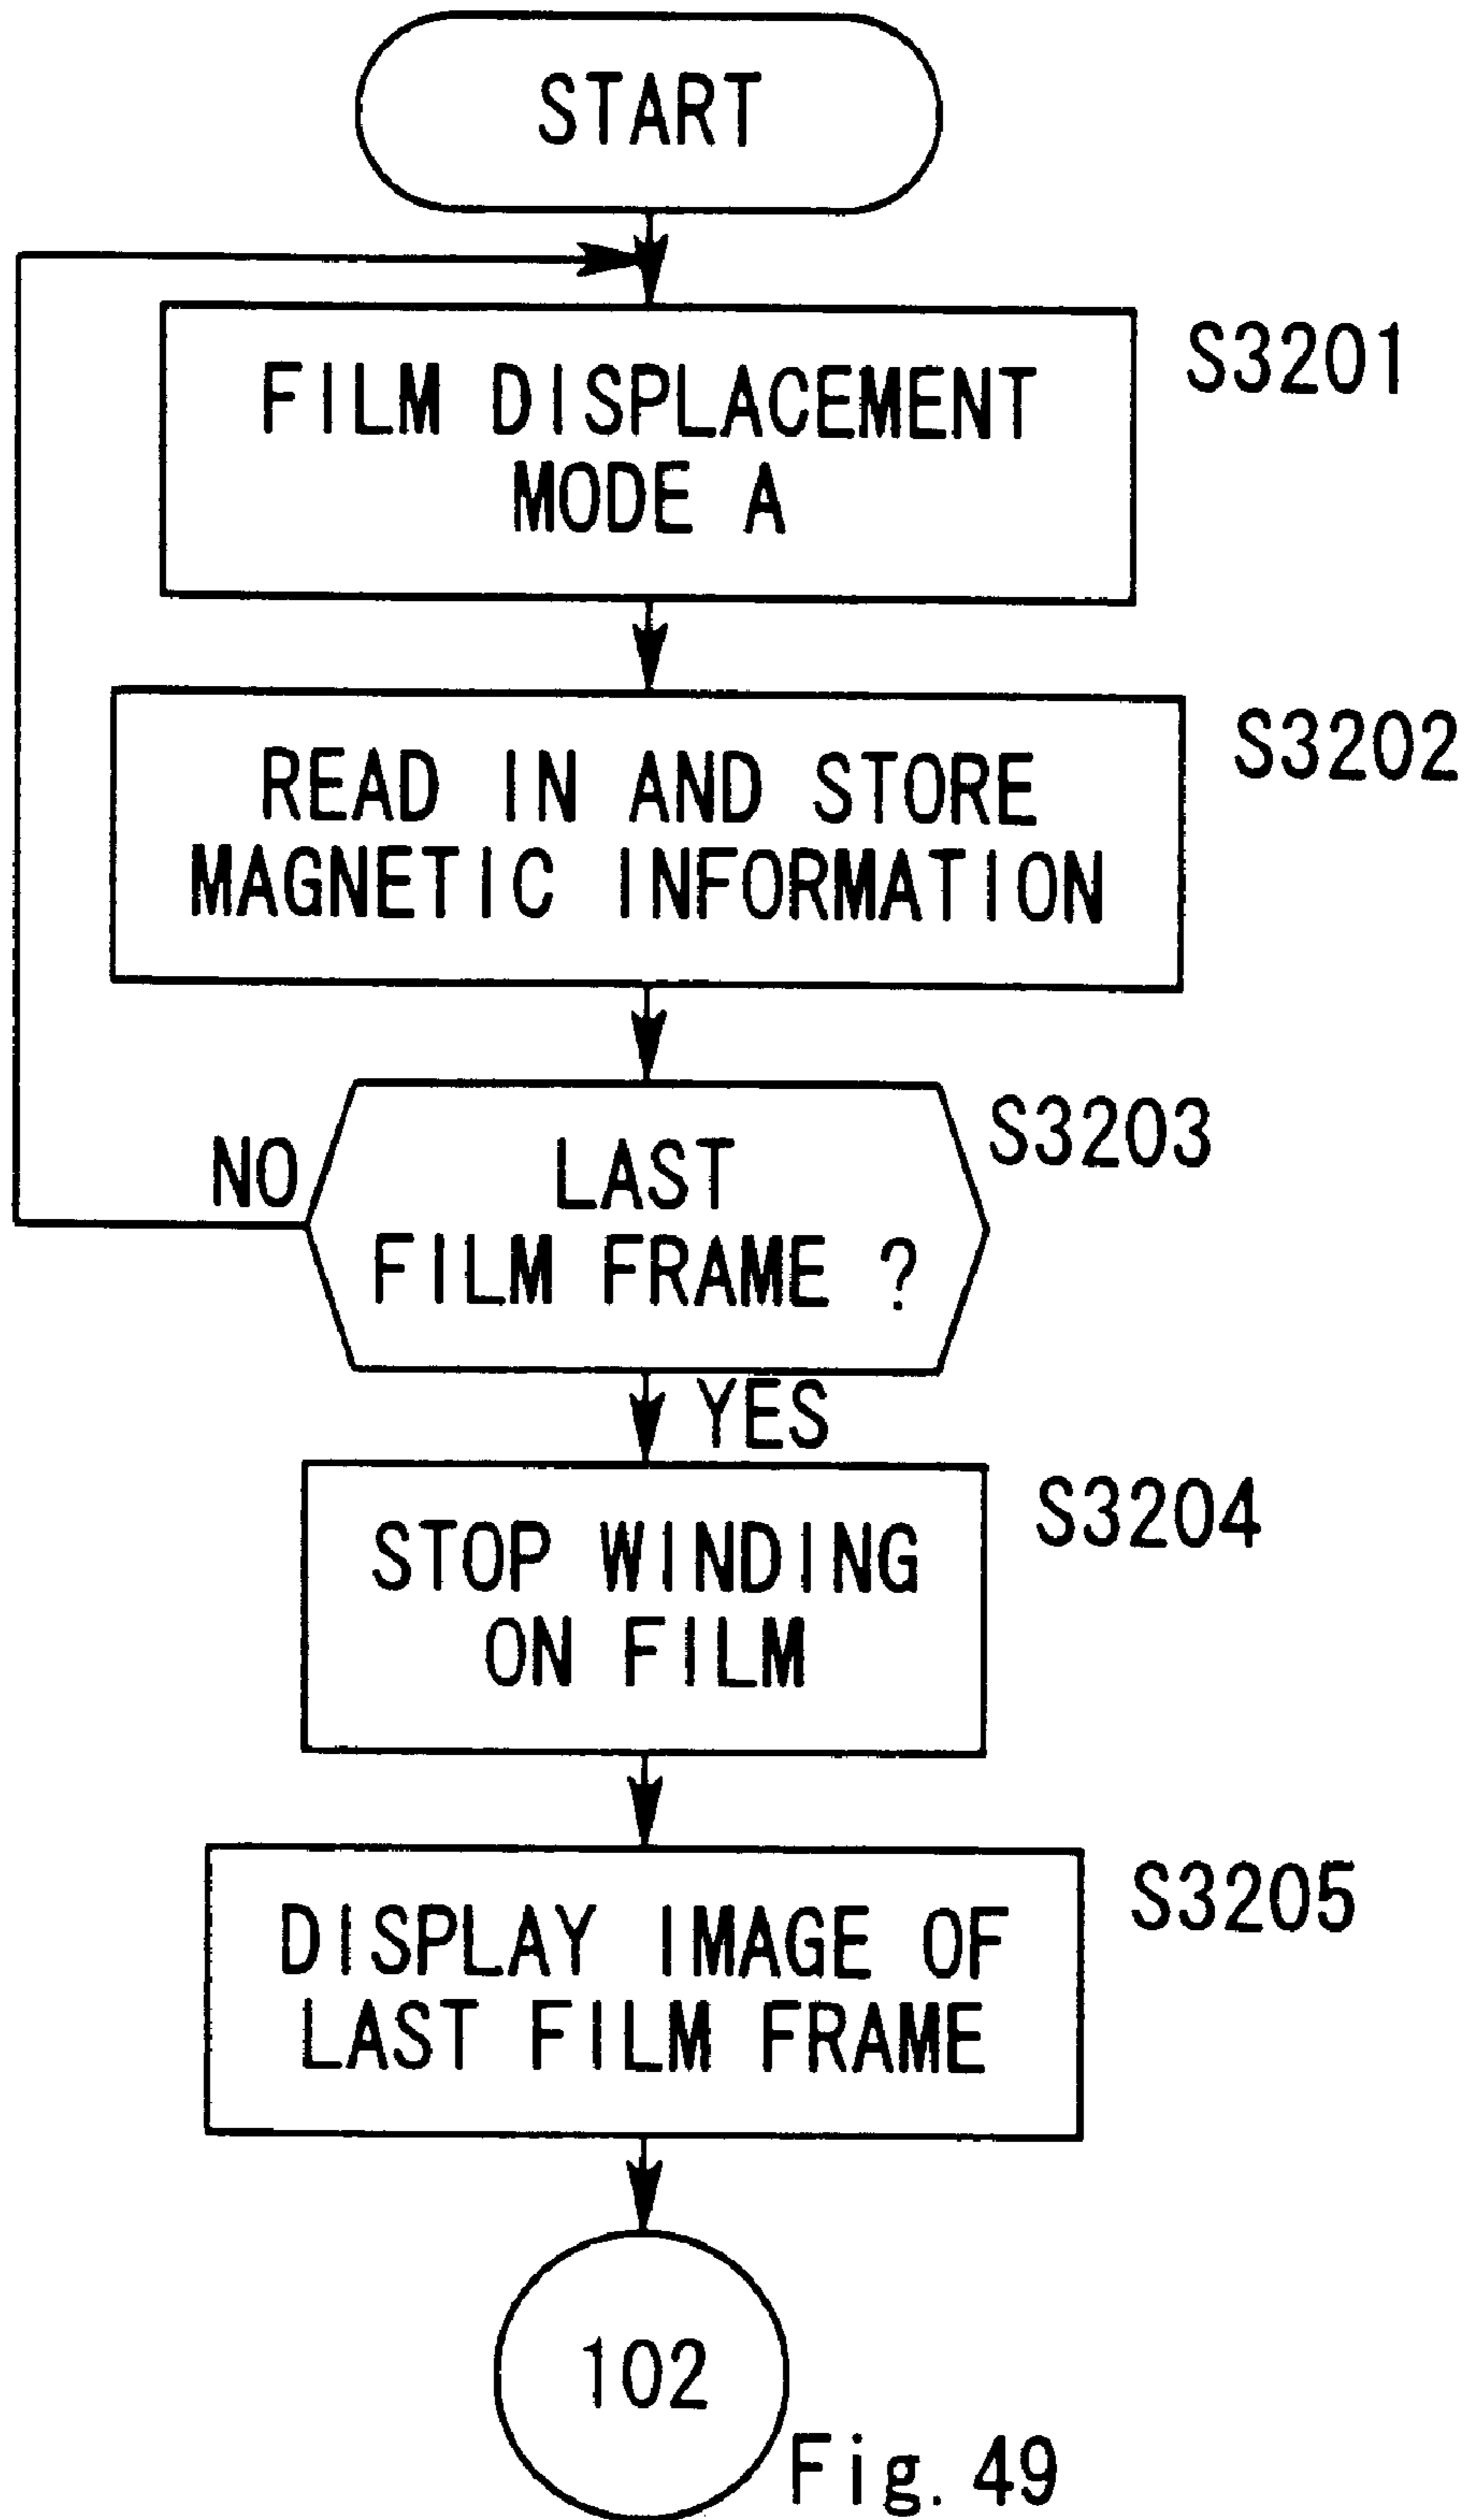 START
FILM DISPLACEMENT
MODE A
S3201
READ IN AND STORE
MAGNETIC INFORMATION
S3202
LAST
FILM FRAME ?
S3203
NO
YES
STOP WINDING
ON FILM
S3204
DISPLAY IMAGE OF
LAST FILM FRAME
S3205
102
Fig. 49